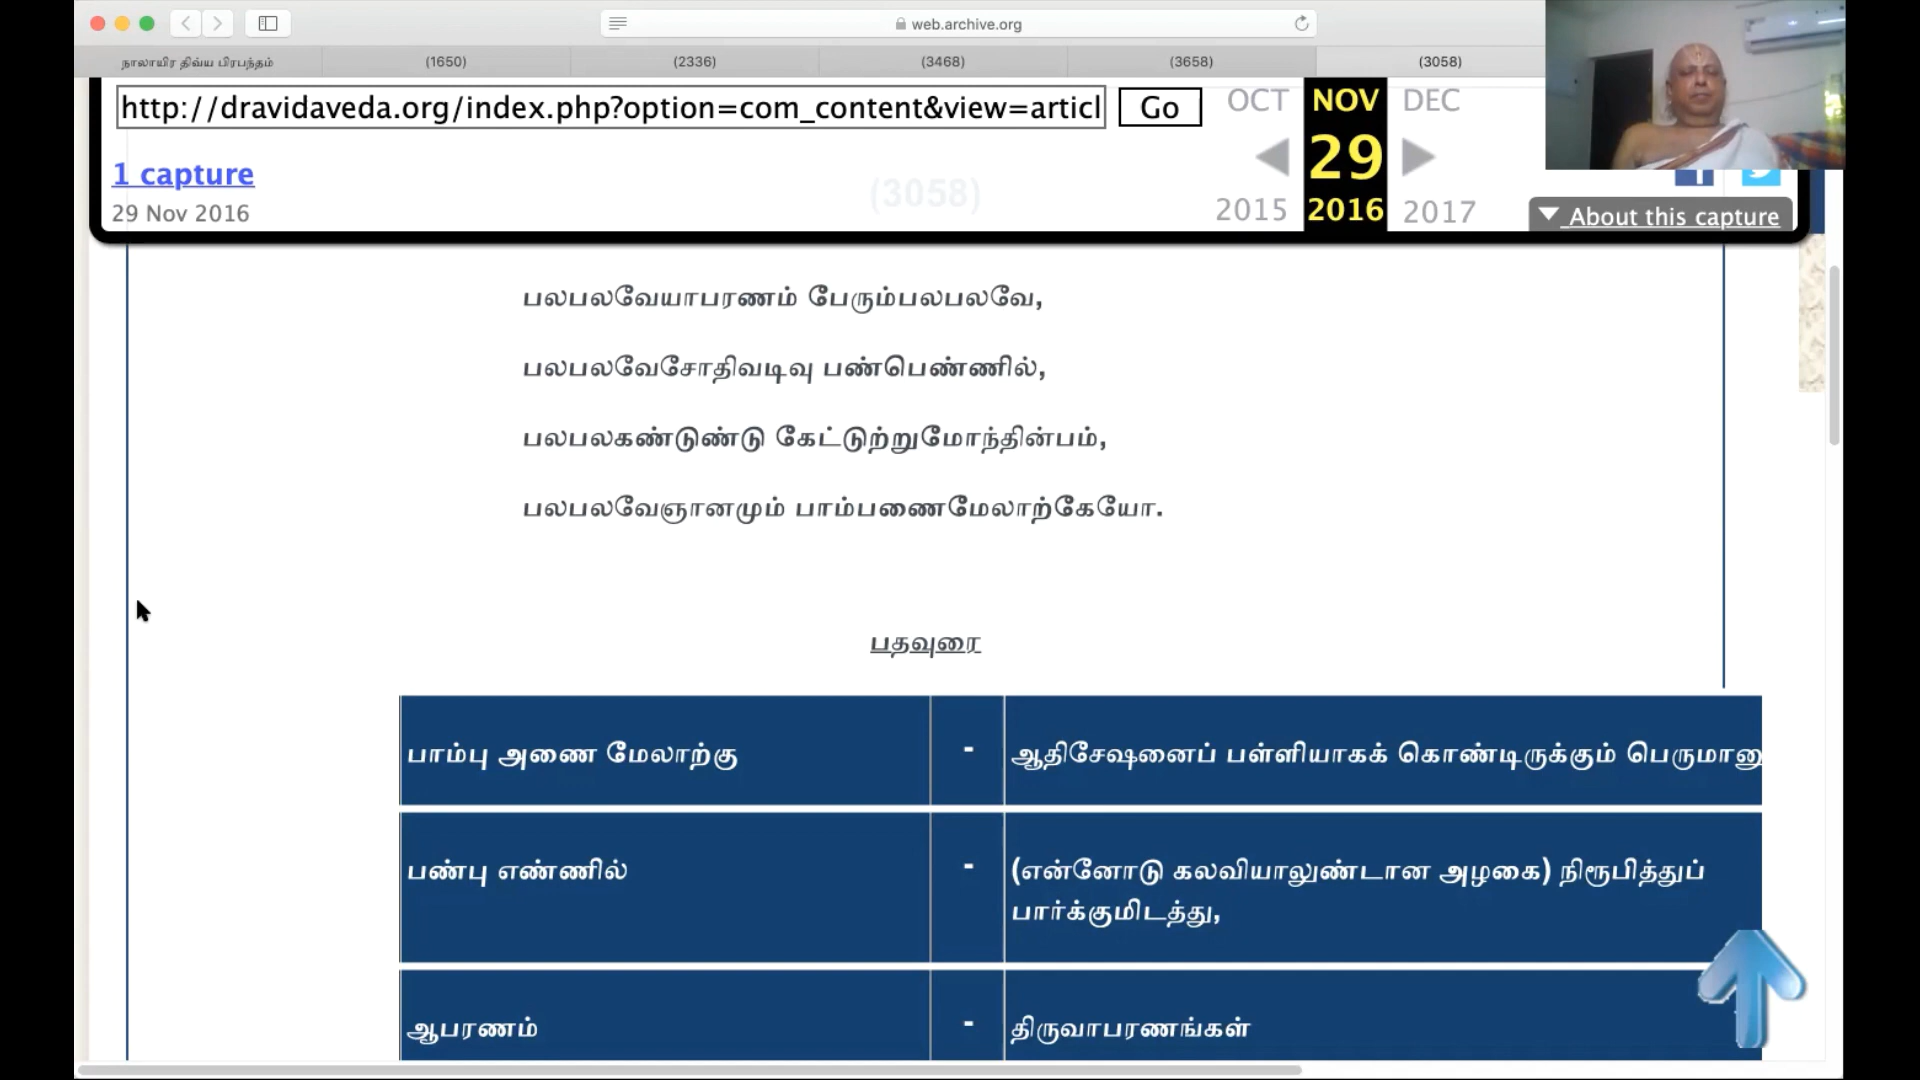 web.archive.org
நாலாயிர திவ்ய பிரபந்தம்
(1650)
(2336)
(3468)
(3658)
(3058)
http://dravidaveda.org/index.php?option=com_content&view=articl
Go
OCT
NOV
DEC
29
1 capture
29 Nov 2016
(3058)
2015
2016
2017
About this capture
பலபலவேயாபரணம் பேரும்பலபலவே,
பலபலவேசோதிவடிவு பண்பெண்ணில்,
பலபலகண்டுண்டு கேட்டுற்றுமோந்தின்பம்,
பலபலவேஞானமும் பாம்பணைமேலாற்கேயோ.
பதவுரை
பாம்பு அணை மேலாற்கு - ஆதிசேஷனைப் பள்ளியாகக் கொண்டிருக்கும் பெருமானு
பண்பு எண்ணில் - (என்னோடு கலவியாலுண்டான அழகை) நிரூபித்துப்
பார்க்குமிடத்து,
ஆபரணம் - திருவாபரணங்கள்